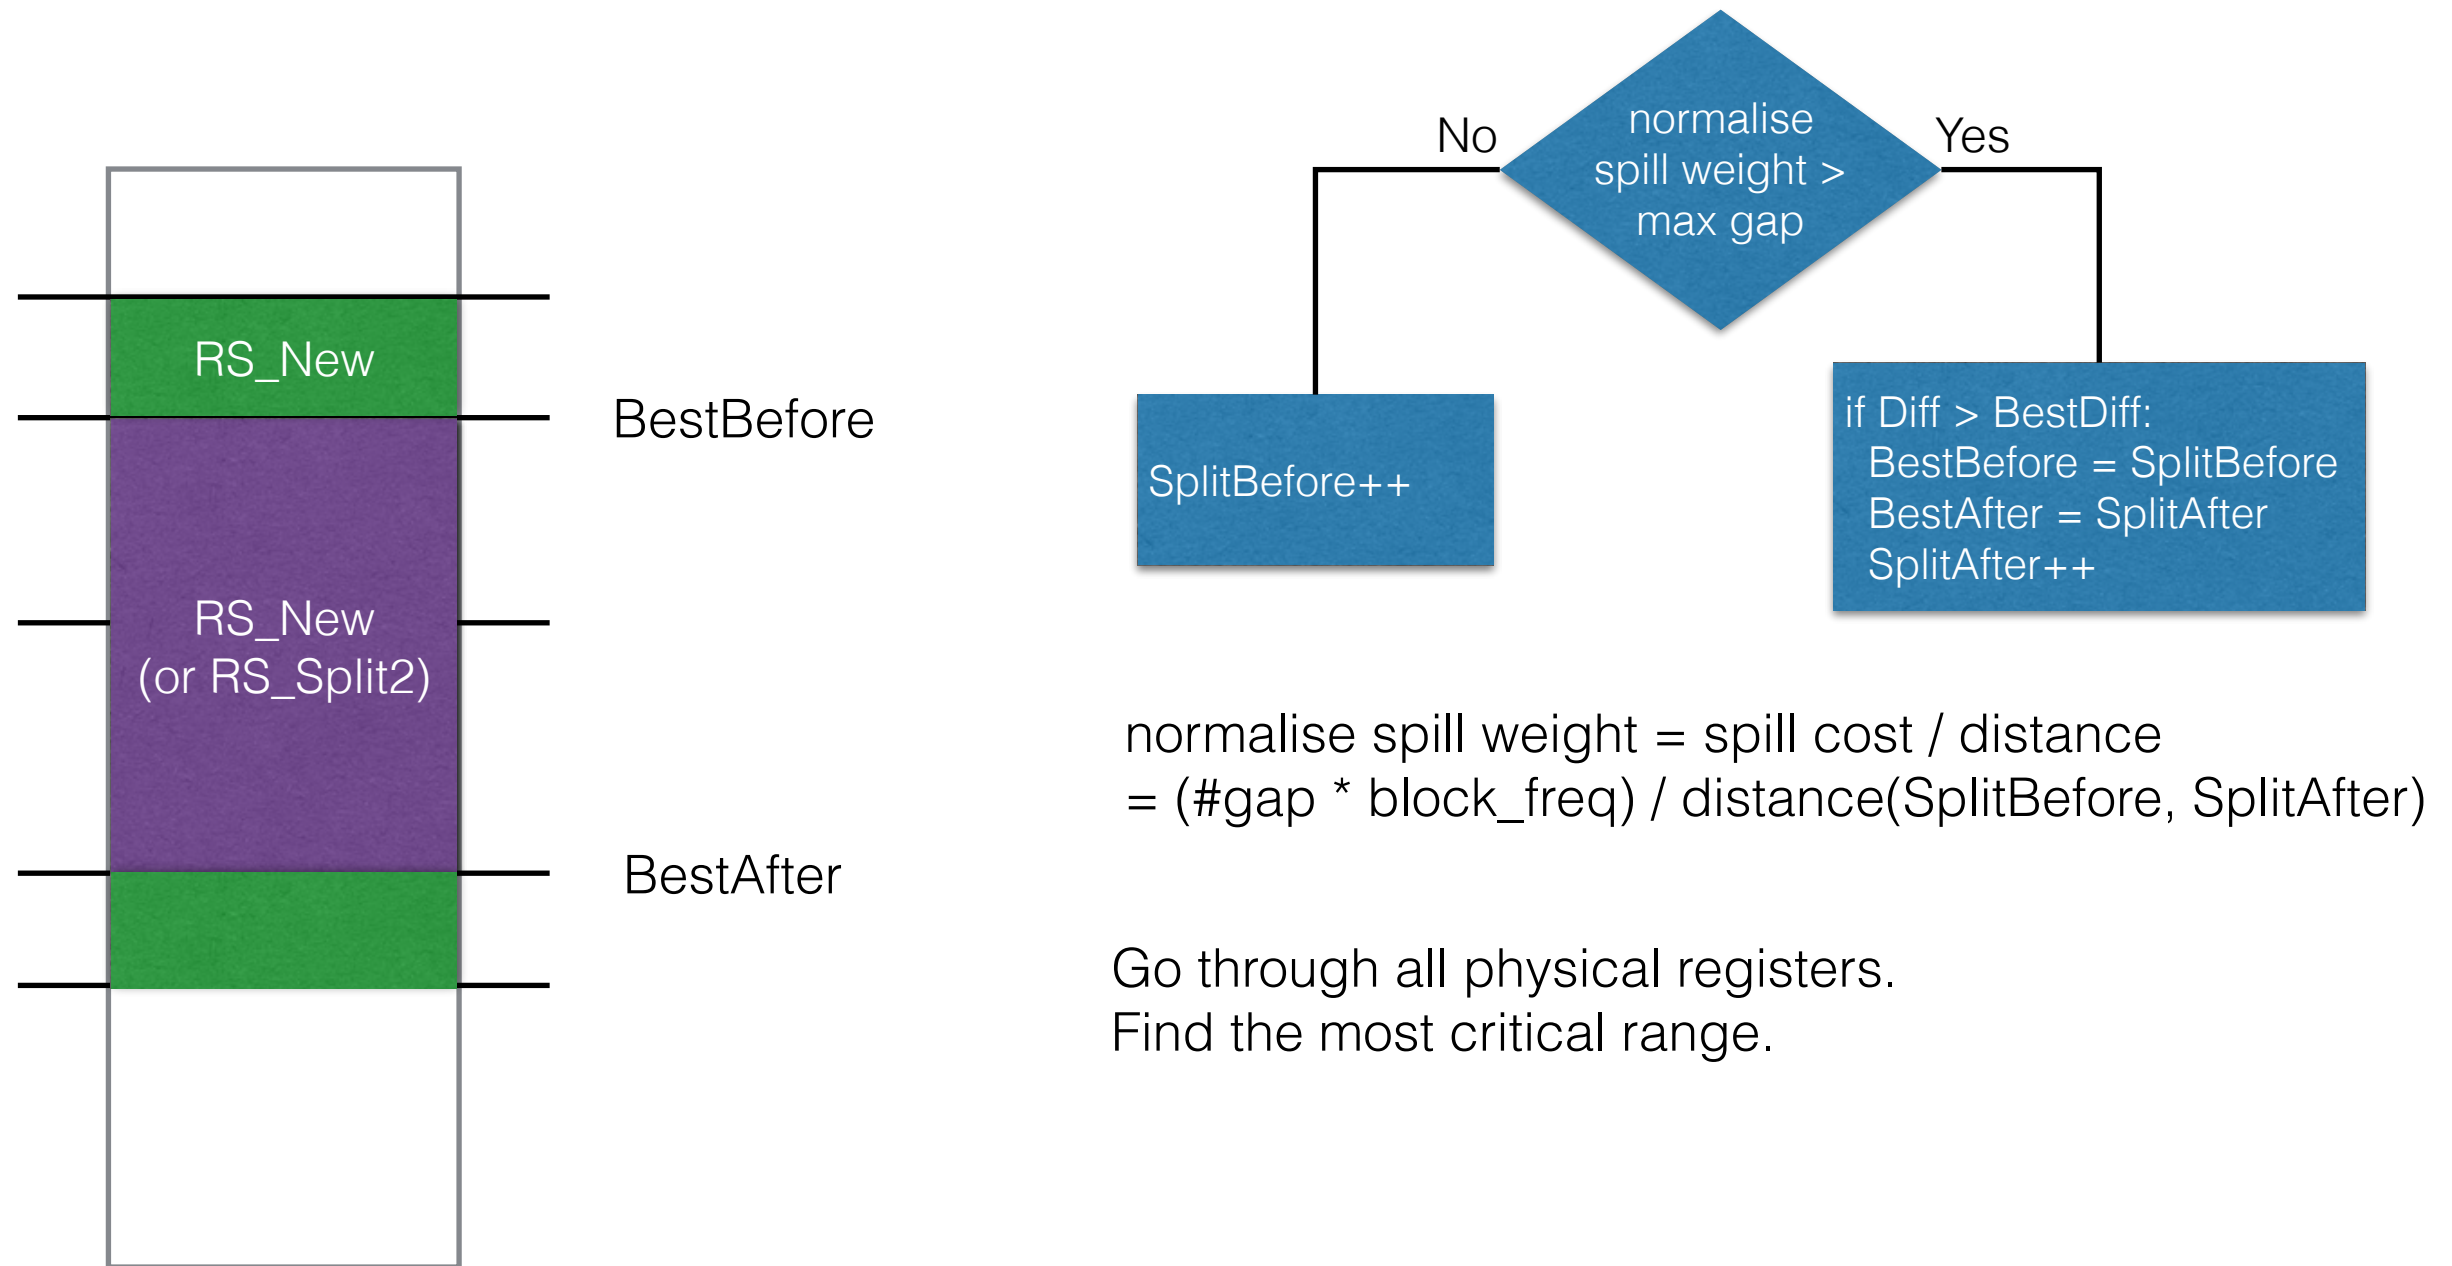 RS_New
BestBefore
RS_New
(or RS_Split2)
BestAfter
normalise
spill weight >
max gap
No
Yes
SplitBefore++
if Diff > BestDiff:
BestBefore = SplitBefore
BestAfter = SplitAfter
SplitAfter++
normalise spill weight = spill cost / distance
= (#gap * block_freq) / distance(SplitBefore, SplitAfter)
Go through all physical registers.
Find the most critical range.